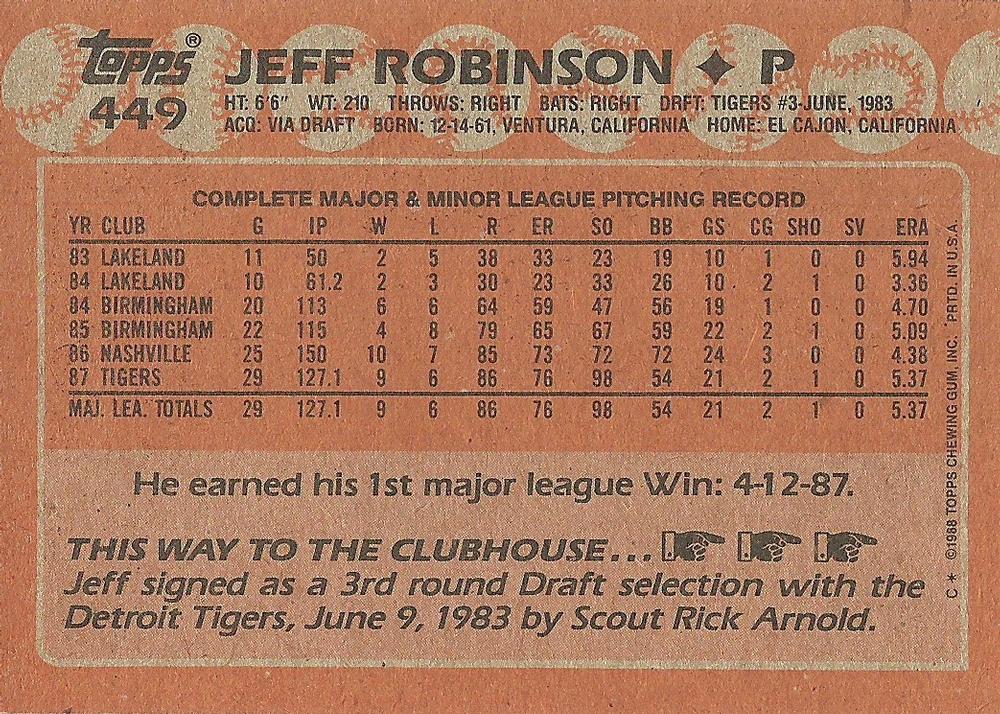 topps® JEFF ROBINSON ♦ P
449 HT: 6'6" WT: 210 THROWS: RIGHT BATS: RIGHT DRFT: TIGERS #3-JUNE, 1983
ACQ: VIA DRAFT BORN: 12-14-61, VENTURA, CALIFORNIA HOME: EL CAJON, CALIFORNIA
COMPLETE MAJOR & MINOR LEAGUE PITCHING RECORD
YR CLUB G IP W L R ER SO BB GS CG SHO SV ERA
83 LAKELAND 11 50 2 5 38 33 23 19 10 1 0 0 5.94
84 LAKELAND 10 61.2 2 3 30 23 33 26 10 2 1 0 3.36
84 BIRMINGHAM 20 113 6 6 64 59 47 56 19 1 0 0 4.70
85 BIRMINGHAM 22 115 4 8 79 65 67 59 22 2 1 0 5.09
86 NASHVILLE 25 150 10 7 85 73 72 72 24 3 0 0 4.38
87 TIGERS 29 127.1 9 6 86 76 98 54 21 2 1 0 5.37
MAJ. LEA. TOTALS 29 127.1 9 6 86 76 98 54 21 2 1 0 5.37
He earned his 1st major league Win: 4-12-87.
THIS WAY TO THE CLUBHOUSE...
Jeff signed as a 3rd round Draft selection with the
Detroit Tigers, June 9, 1983 by Scout Rick Arnold.
C * ©1988 TOPPS CHEWING GUM, INC. PRTD. IN U.S.A.